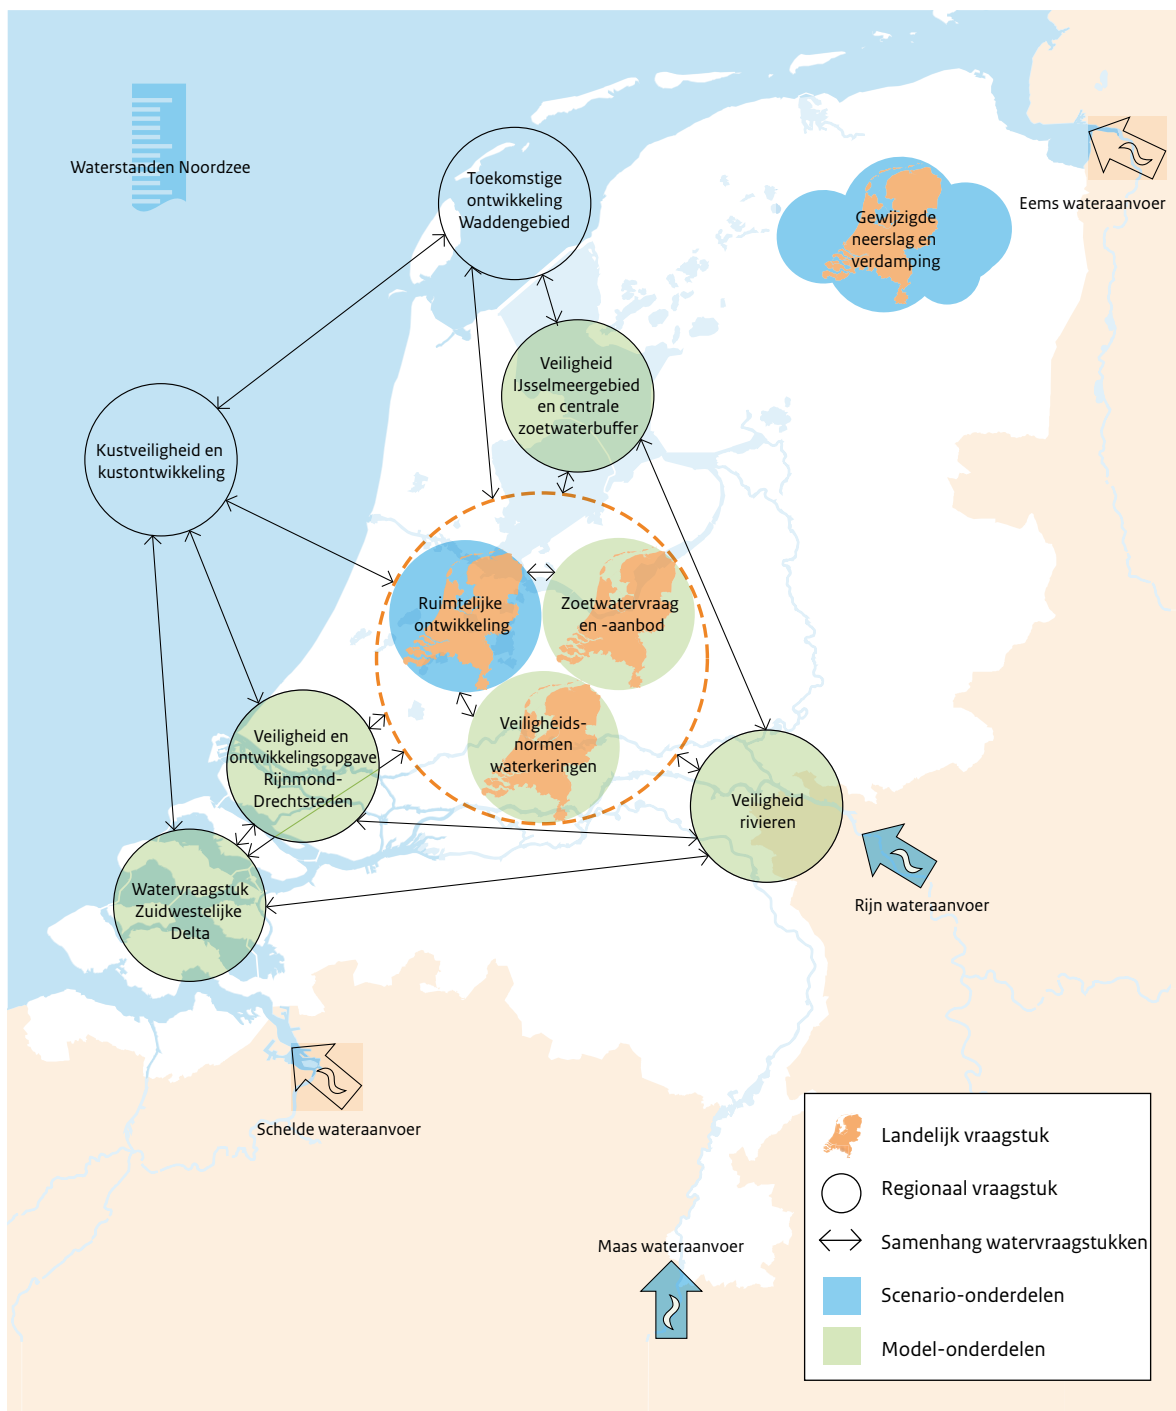 Waterstanden Noordzee
Toekomstige
ontwikkeling
Waddengebied
Gewijzigde
neerslag en
verdamping
Eems wateraanvoer
Veiligheid
IJsselmeergebied
en centrale
zoetwaterbuffer
Kustveiligheid en
kustontwikkeling
Ruimtelijke
ontwikkeling
Zoetwatervraag
en -aanbod
Veiligheids-
normen
waterkeringen
Veiligheid en
ontwikkelingsopgave
Rijnmond-
Drechtsteden
Veiligheid
rivieren
Watervraagstuk
Zuidwestelijke
Delta
Rijn wateraanvoer
Schelde wateraanvoer
Maas wateraanvoer
Landelijk vraagstuk
Regionaal vraagstuk
Samenhang watervraagstukken
Scenario-onderdelen
Model-onderdelen